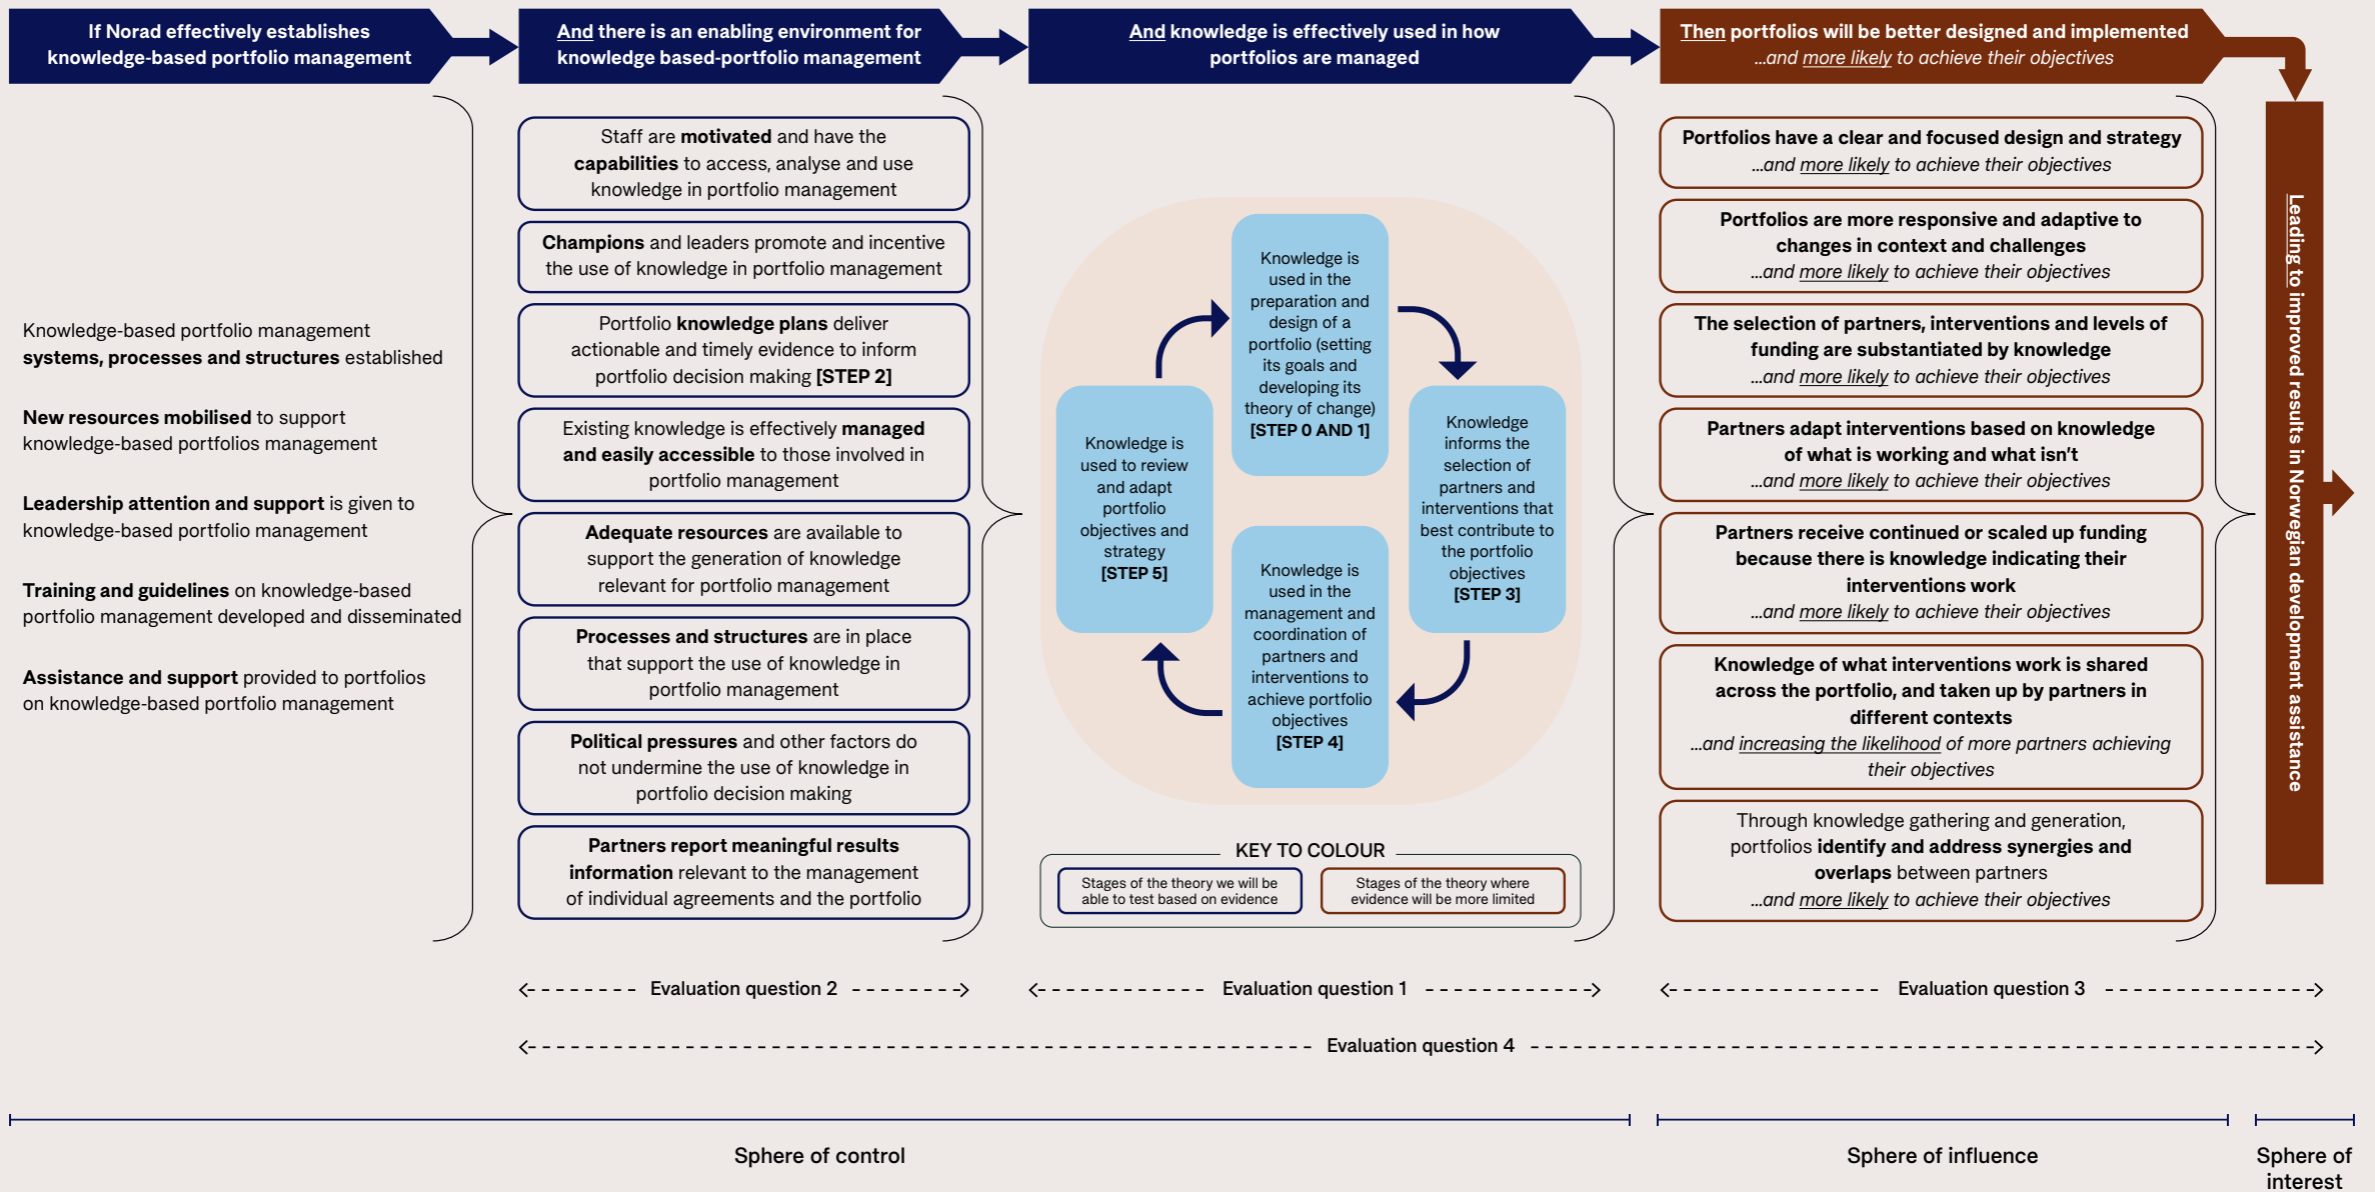 If Norad effectively establishes
knowledge-based portfolio management
And there is an enabling environment for
knowledge based-portfolio management
And knowledge is effectively used in how
portfolios are managed
Then portfolios will be better designed and implemented
...and more likely to achieve their objectives
Knowledge-based portfolio management
systems, processes and structures established
New resources mobilised to support
knowledge-based portfolios management
Leadership attention and support is given to
knowledge-based portfolio management
Training and guidelines on knowledge-based
portfolio management developed and disseminated
Assistance and support provided to portfolios
on knowledge-based portfolio management
Staff are motivated and have the
capabilities to access, analyse and use
knowledge in portfolio management
Champions and leaders promote and incentive
the use of knowledge in portfolio management
Portfolio knowledge plans deliver
actionable and timely evidence to inform
portfolio decision making [STEP 2]
Existing knowledge is effectively managed
and easily accessible to those involved in
portfolio management
Adequate resources are available to
support the generation of knowledge
relevant for portfolio management
Processes and structures are in place
that support the use of knowledge in
portfolio management
Political pressures and other factors do
not undermine the use of knowledge in
portfolio decision making
Partners report meaningful results
information relevant to the management
of individual agreements and the portfolio
Knowledge is
used in the
preparation and
design of a
portfolio (setting
its goals and
developing its
theory of change)
[STEP 0 AND 1]
Knowledge
informs the
selection of
partners and
interventions that
best contribute to
the portfolio
objectives
[STEP 3]
Knowledge is
used in the
management and
coordination of
partners and
interventions to
achieve portfolio
objectives
[STEP 4]
Knowledge is
used to review
and adapt
portfolio
objectives and
strategy
[STEP 5]
KEY TO COLOUR
Stages of the theory we will be
able to test based on evidence
Stages of the theory where
evidence will be more limited
Portfolios have a clear and focused design and strategy
...and more likely to achieve their objectives
Portfolios are more responsive and adaptive to
changes in context and challenges
...and more likely to achieve their objectives
The selection of partners, interventions and levels of
funding are substantiated by knowledge
...and more likely to achieve their objectives
Partners adapt interventions based on knowledge
of what is working and what isn't
...and more likely to achieve their objectives
Partners receive continued or scaled up funding
because there is knowledge indicating their
interventions work
...and more likely to achieve their objectives
Knowledge of what interventions work is shared
across the portfolio, and taken up by partners in
different contexts
...and increasing the likelihood of more partners achieving
their objectives
Through knowledge gathering and generation,
portfolios identify and address synergies and
overlaps between partners
...and more likely to achieve their objectives
Leading to improved results in Norwegian development assistance
Evaluation question 2
Evaluation question 1
Evaluation question 3
Evaluation question 4
Sphere of control
Sphere of influence
Sphere of
interest